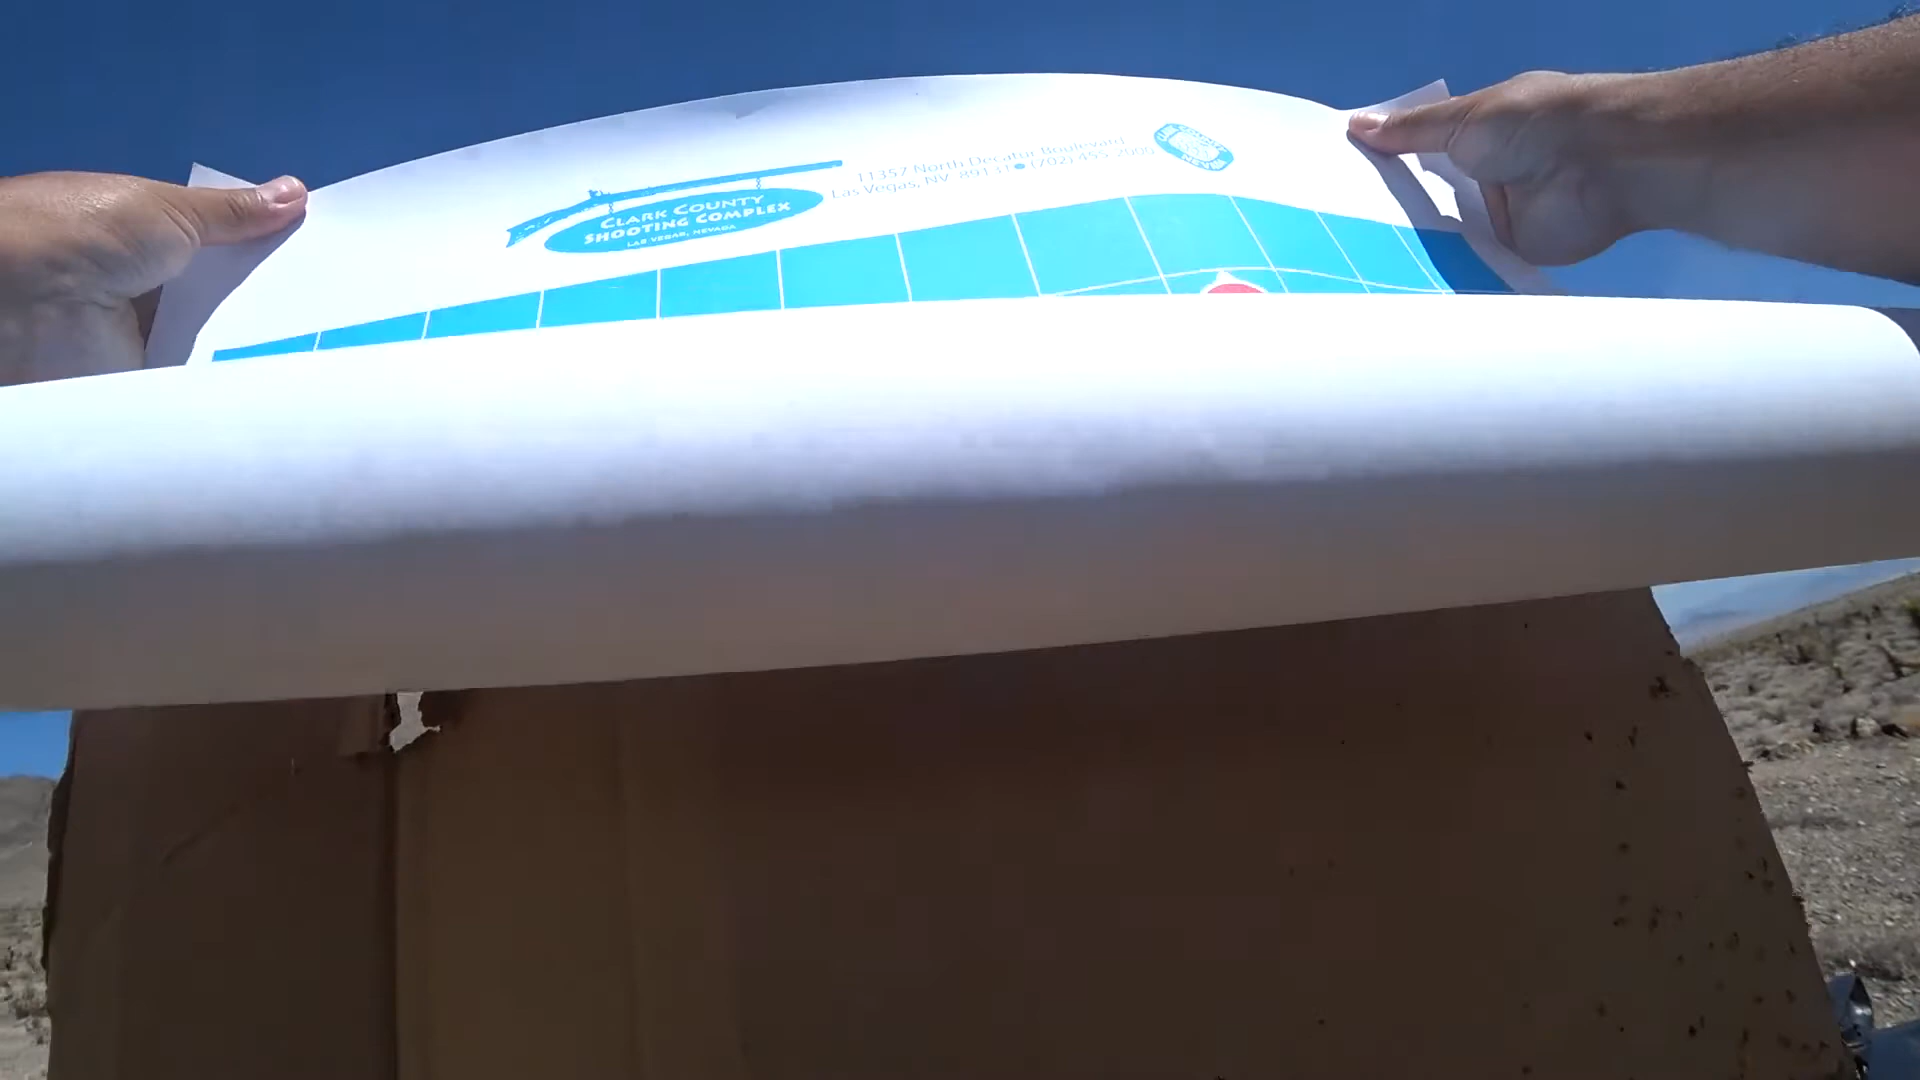 CLARK COUNTY
SHOOTING COMPLEX
LAS VEGAS, NEVADA
11357 North Decatur Boulevard
Las Vegas, NV 89131 • (702) 455-2000